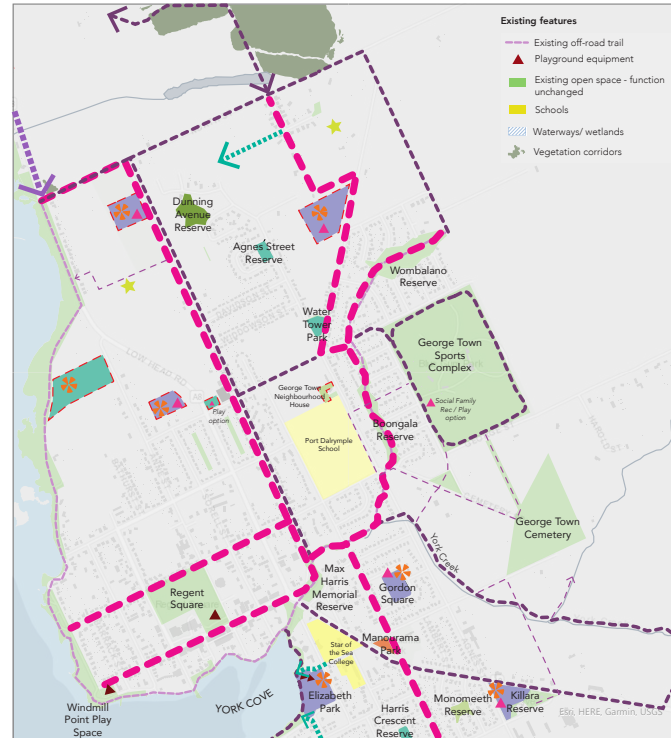 Existing features
Existing off-road trail
Playground equipment
Existing open space - function
unchanged
Schools
Waterways/ wetlands
Vegetation corridors
Dunning
Avenue
Reserve
Agnes Street
Reserve
Wombalano
Reserve
Water
Tower
Park
George Town
Sports
Complex
LOW HEAD RD
George Town
Neighbourhood
House
Play
option
Social Family
Rec / Play
option
Boongala
Reserve
Port Dalrymple
School
George Town
Cemetery
York Creek
Max
Harris
Memorial
Reserve
Regent
Square
Gordon
Square
Manourama
Park
Star of
the Sea
College
Windmill
Point Play
Space
YORK COVE
Elizabeth
Park
Harris
Crescent
Reserve
Monomeeth
Reserve
Killara
Reserve
Esri, HERE, Garmin, USGS